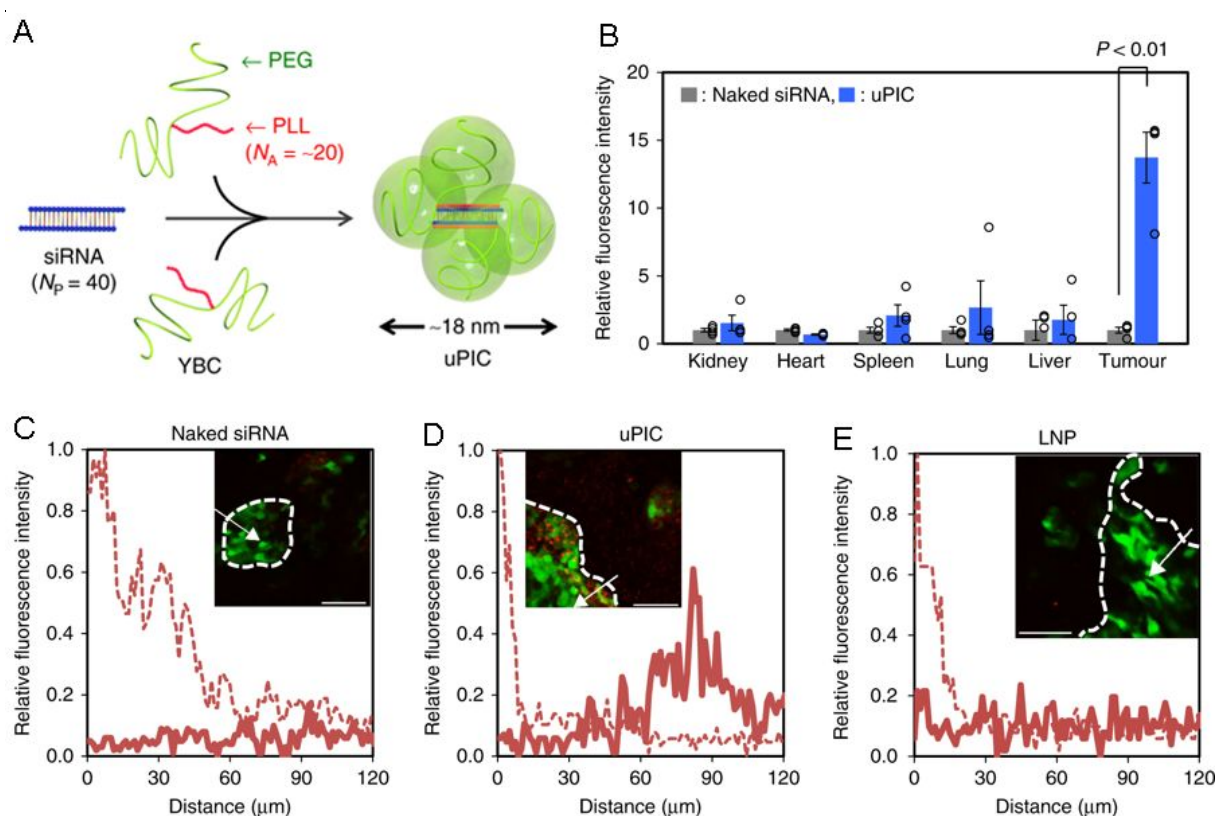 A
← PEG
← PLL
(N_A = ~20)
siRNA
(N_P = 40)
YBC
~18 nm
uPIC
B
P < 0.01
: Naked siRNA, : uPIC
Relative fluorescence intensity
20
15
10
5
0
Kidney Heart Spleen Lung Liver Tumour
C
Naked siRNA
Relative fluorescence intensity
1.0
0.8
0.6
0.4
0.2
0.0
0 30 60 90 120
Distance (μm)
D
uPIC
Relative fluorescence intensity
1.0
0.8
0.6
0.4
0.2
0.0
0 30 60 90 120
Distance (μm)
E
LNP
Relative fluorescence intensity
1.0
0.8
0.6
0.4
0.2
0.0
0 30 60 90 120
Distance (μm)